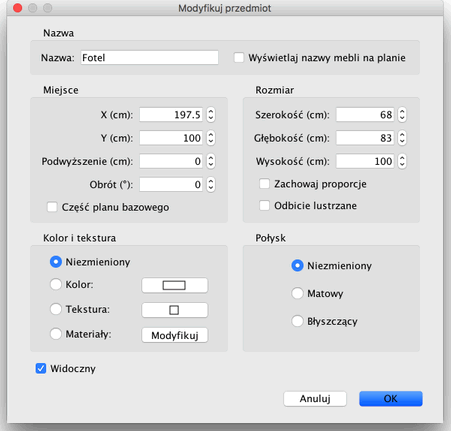 Modyfikuj przedmiot
Nazwa
Nazwa: Fotel Wyświetlaj nazwy mebli na planie
Miejsce
X (cm): 197.5
Y (cm): 100
Podwyższenie (cm): 0
Obrót (°): 0
Część planu bazowego
Rozmiar
Szerokość (cm): 68
Głębokość (cm): 83
Wysokość (cm): 100
Zachowaj proporcje
Odbicie lustrzane
Kolor i tekstura
Niezmieniony
Kolor:
Tekstura:
Materiały: Modyfikuj
Połysk
Niezmieniony
Matowy
Błyszczący
Widoczny
Anuluj OK